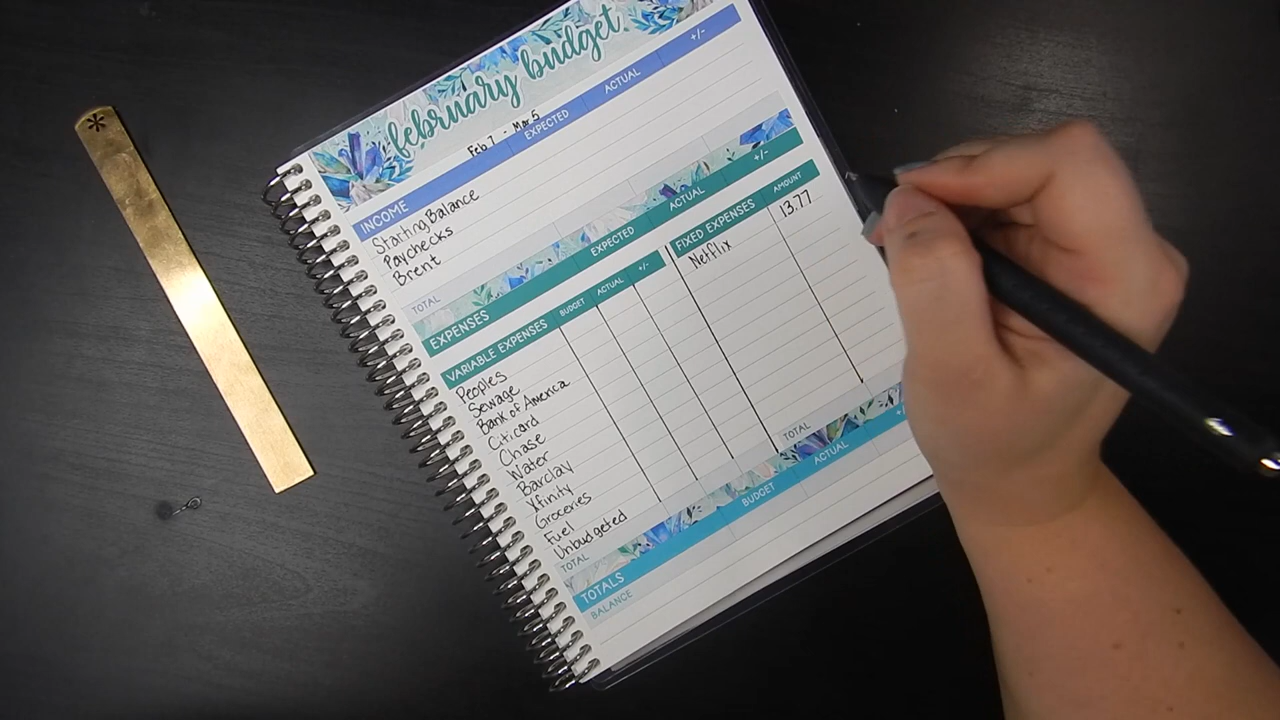 february budget
Feb 7 - Mar 5
INCOME EXPECTED ACTUAL +/-
Starting Balance
Paychecks
Brent
TOTAL
EXPENSES EXPECTED ACTUAL +/-
VARIABLE EXPENSES BUDGET ACTUAL +/-
Peoples
Sewage
Bank of America
Citicard
Chase
Water
Barclay
Xfinity
Groceries
Fuel
Unbudgeted
TOTAL
FIXED EXPENSES AMOUNT
Netflix 13.77
TOTAL
TOTALS BUDGET ACTUAL +/
BALANCE